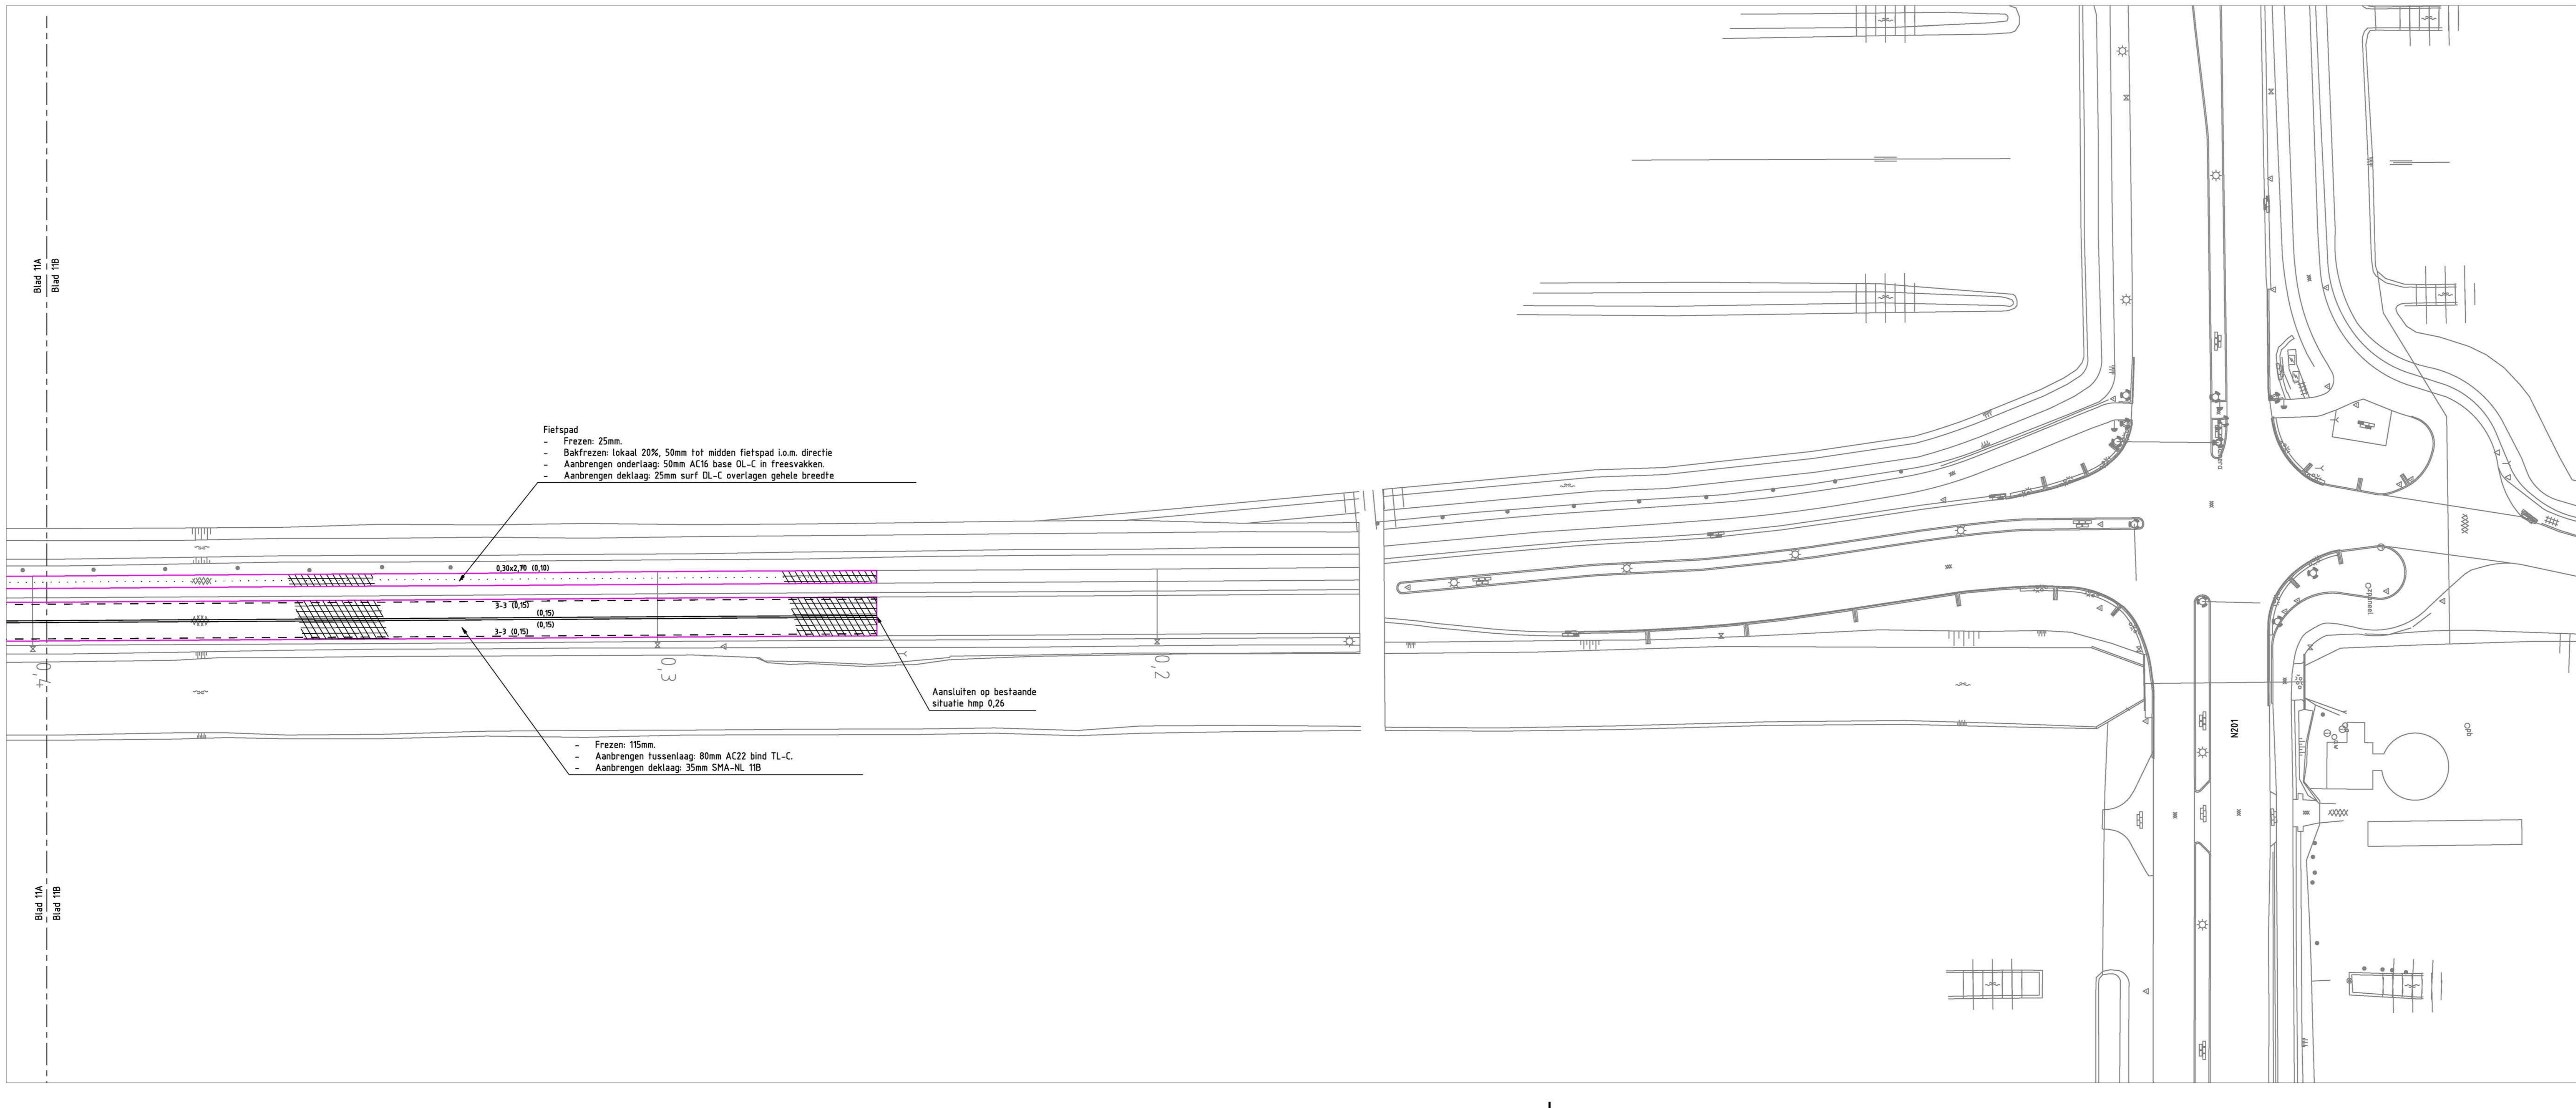 Blad 11A
Blad 11B
Fietspad
- Frezen: 25mm.
- Bakfrezen: lokaal 20%, 50mm tot midden fietspad i.o.m. directie
- Aanbrengen onderlaag: 50mm AC16 base OL-C in freesvakken.
- Aanbrengen deklaag: 25mm surf DL-C overlagen gehele breedte
0,30x2,70 (0,10)
3-3 (0,15)
(0,15)
(0,15)
3-3 (0,15)
0,4
0,3
0,2
Aansluiten op bestaande
situatie hmp 0,26
- Frezen: 115mm.
- Aanbrengen tussenlaag: 80mm AC22 bind TL-C.
- Aanbrengen deklaag: 35mm SMA-NL 11B
N201
Blad 11A
Blad 11B